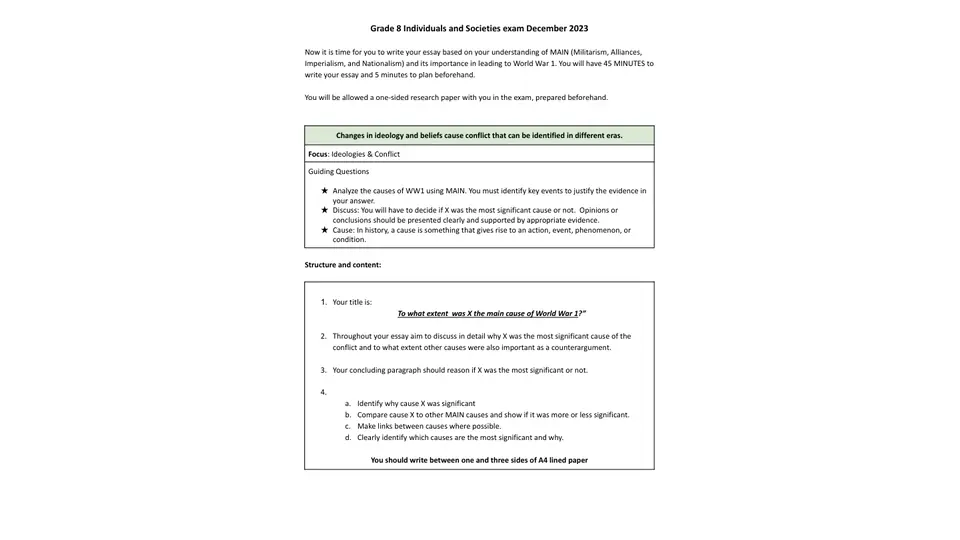 Grade 8 Individuals and Societies exam December 2023
Now it is time for you to write your essay based on your understanding of MAIN (Militarism, Alliances,
Imperialism, and Nationalism) and its importance in leading to World War 1. You will have 45 MINUTES to
write your essay and 5 minutes to plan beforehand.
You will be allowed a one-sided research paper with you in the exam, prepared beforehand.
Changes in ideology and beliefs cause conflict that can be identified in different eras.
Focus: Ideologies & Conflict
Guiding Questions
★ Analyze the causes of WW1 using MAIN. You must identify key events to justify the evidence in
your answer.
★ Discuss: You will have to decide if X was the most significant cause or not. Opinions or
conclusions should be presented clearly and supported by appropriate evidence.
★ Cause: In history, a cause is something that gives rise to an action, event, phenomenon, or
condition.
Structure and content:
1. Your title is:
To what extent was X the main cause of World War 1?"
2. Throughout your essay aim to discuss in detail why X was the most significant cause of the
conflict and to what extent other causes were also important as a counterargument.
3. Your concluding paragraph should reason if X was the most significant or not.
4.
a. Identify why cause X was significant
b. Compare cause X to other MAIN causes and show if it was more or less significant.
c. Make links between causes where possible.
d. Clearly identify which causes are the most significant and why.
You should write between one and three sides of A4 lined paper